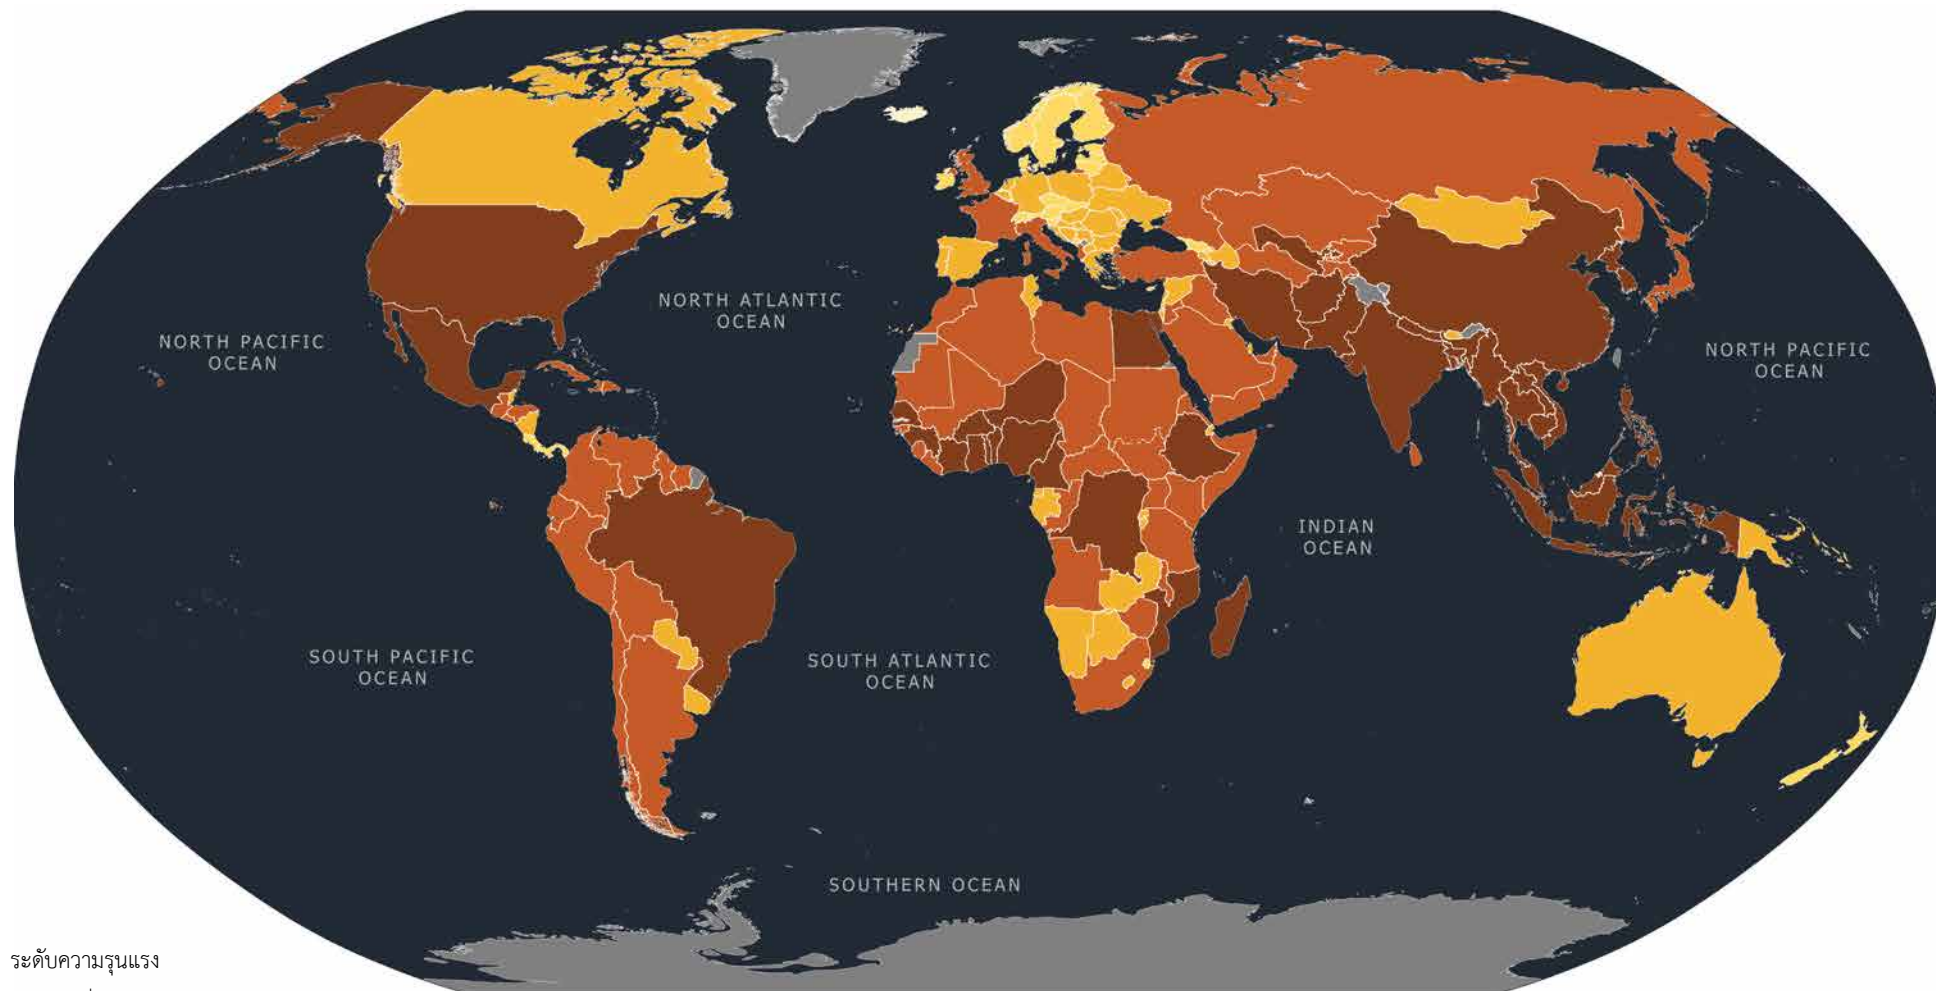 NORTH ATLANTIC
OCEAN
NORTH PACIFIC
OCEAN
NORTH PACIFIC
OCEAN
INDIAN
OCEAN
SOUTH PACIFIC
OCEAN
SOUTH ATLANTIC
OCEAN
SOUTHERN OCEAN
ระดับความรุนแรง